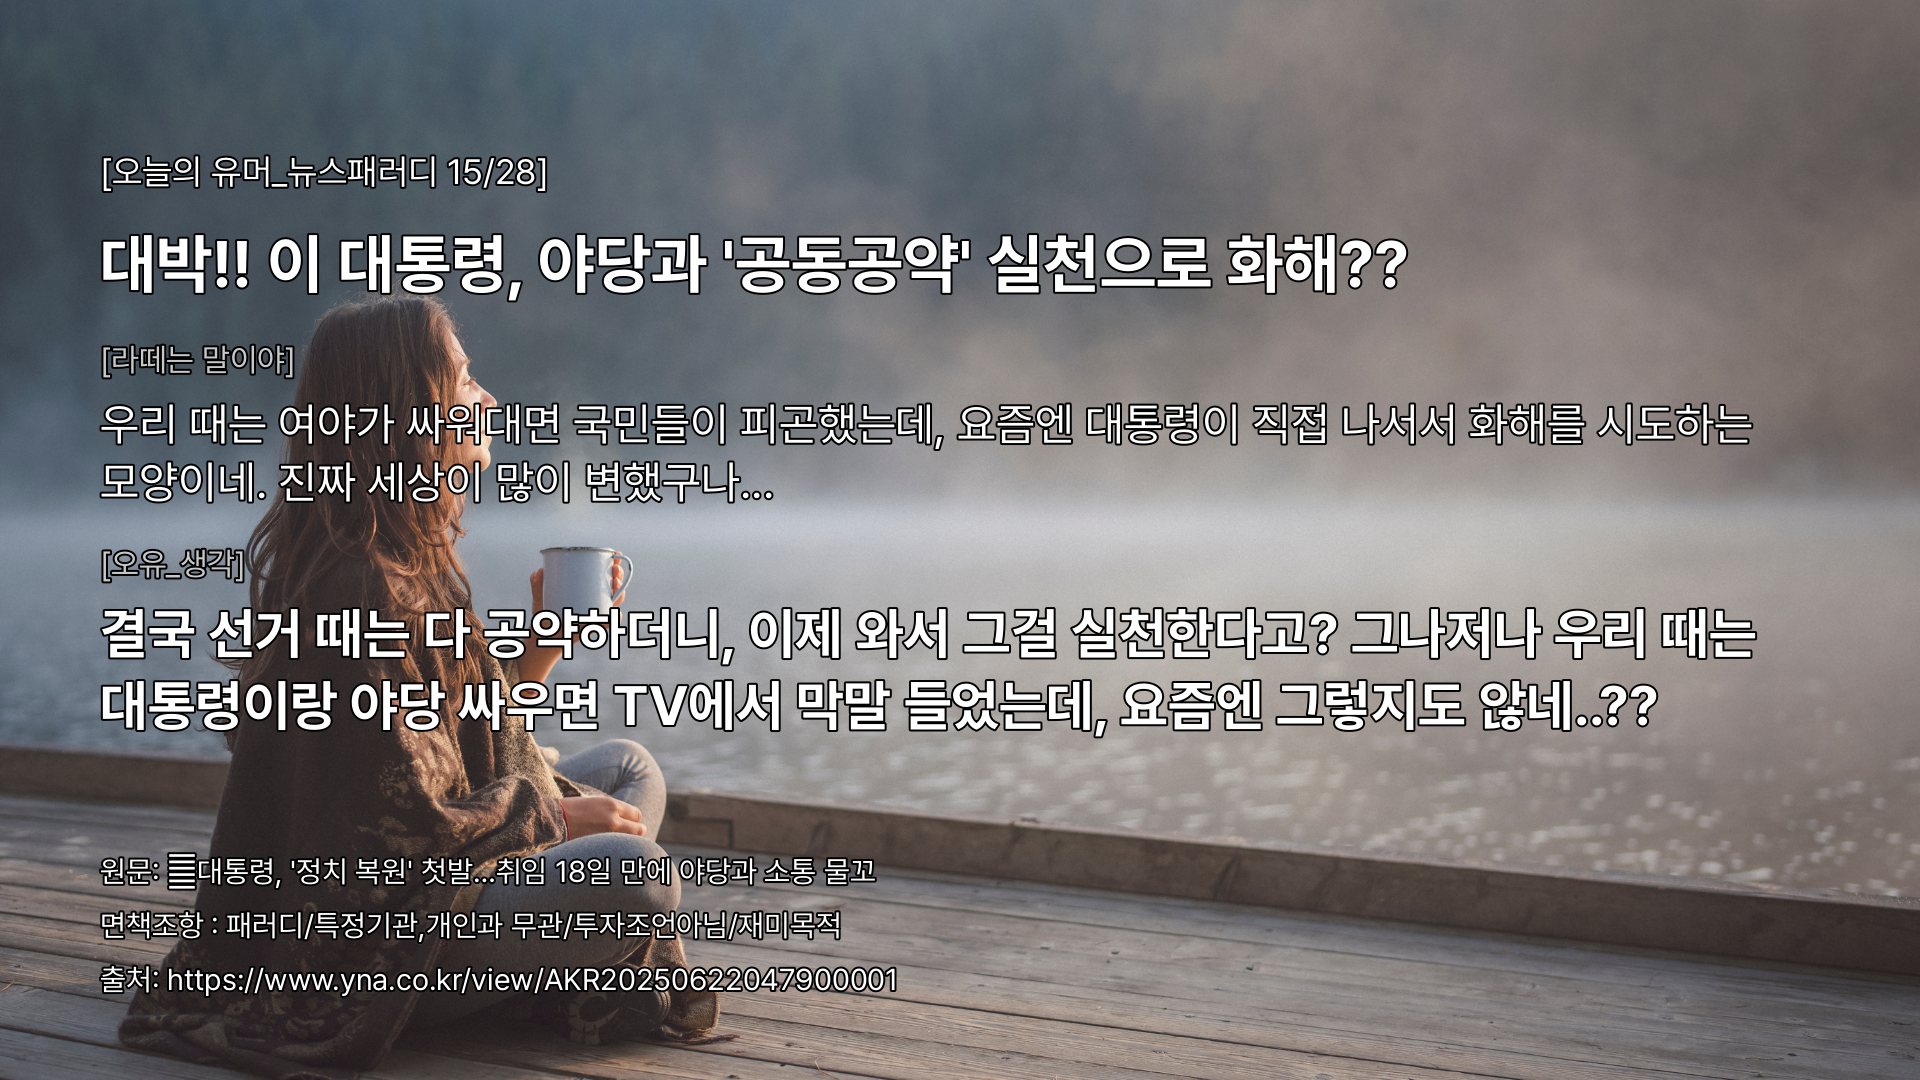 [오늘의 유머_뉴스패러디 15/28]
대박!! 이 대통령, 야당과 '공동공약' 실천으로 화해??
[라떼는 말이야]
우리 때는 여야가 싸워대면 국민들이 피곤했는데, 요즘엔 대통령이 직접 나서서 화해를 시도하는
모양이네. 진짜 세상이 많이 변했구나...
[오유_생각]
결국 선거 때는 다 공약하더니, 이제 와서 그걸 실천한다고? 그나저나 우리 때는
대통령이랑 야당 싸우면 TV에서 막말 들었는데, 요즘엔 그렇지도 않네..??
원문: 대통령, '정치 복원' 첫발…취임 18일 만에 야당과 소통 물꼬
면책조항 : 패러디/특정기관,개인과 무관/투자조언아님/재미목적
출처: https://www.yna.co.kr/view/AKR20250622047900001